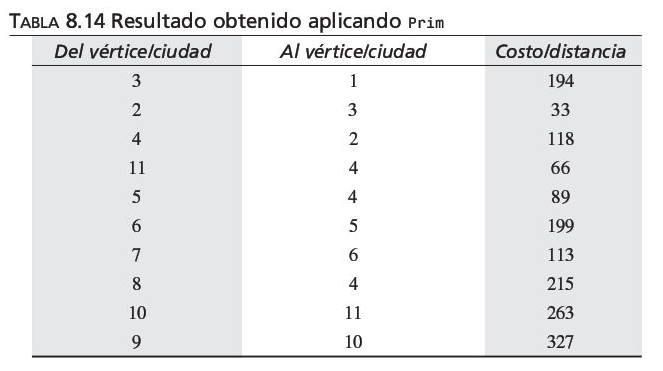 TABLA 8.14 Resultado obtenido aplicando Prim
Del vértice/ciudad Al vértice/ciudad Costo/distancia
3 1 194
2 3 33
4 2 118
11 4 66
5 4 89
6 5 199
7 6 113
8 4 215
10 11 263
9 10 327